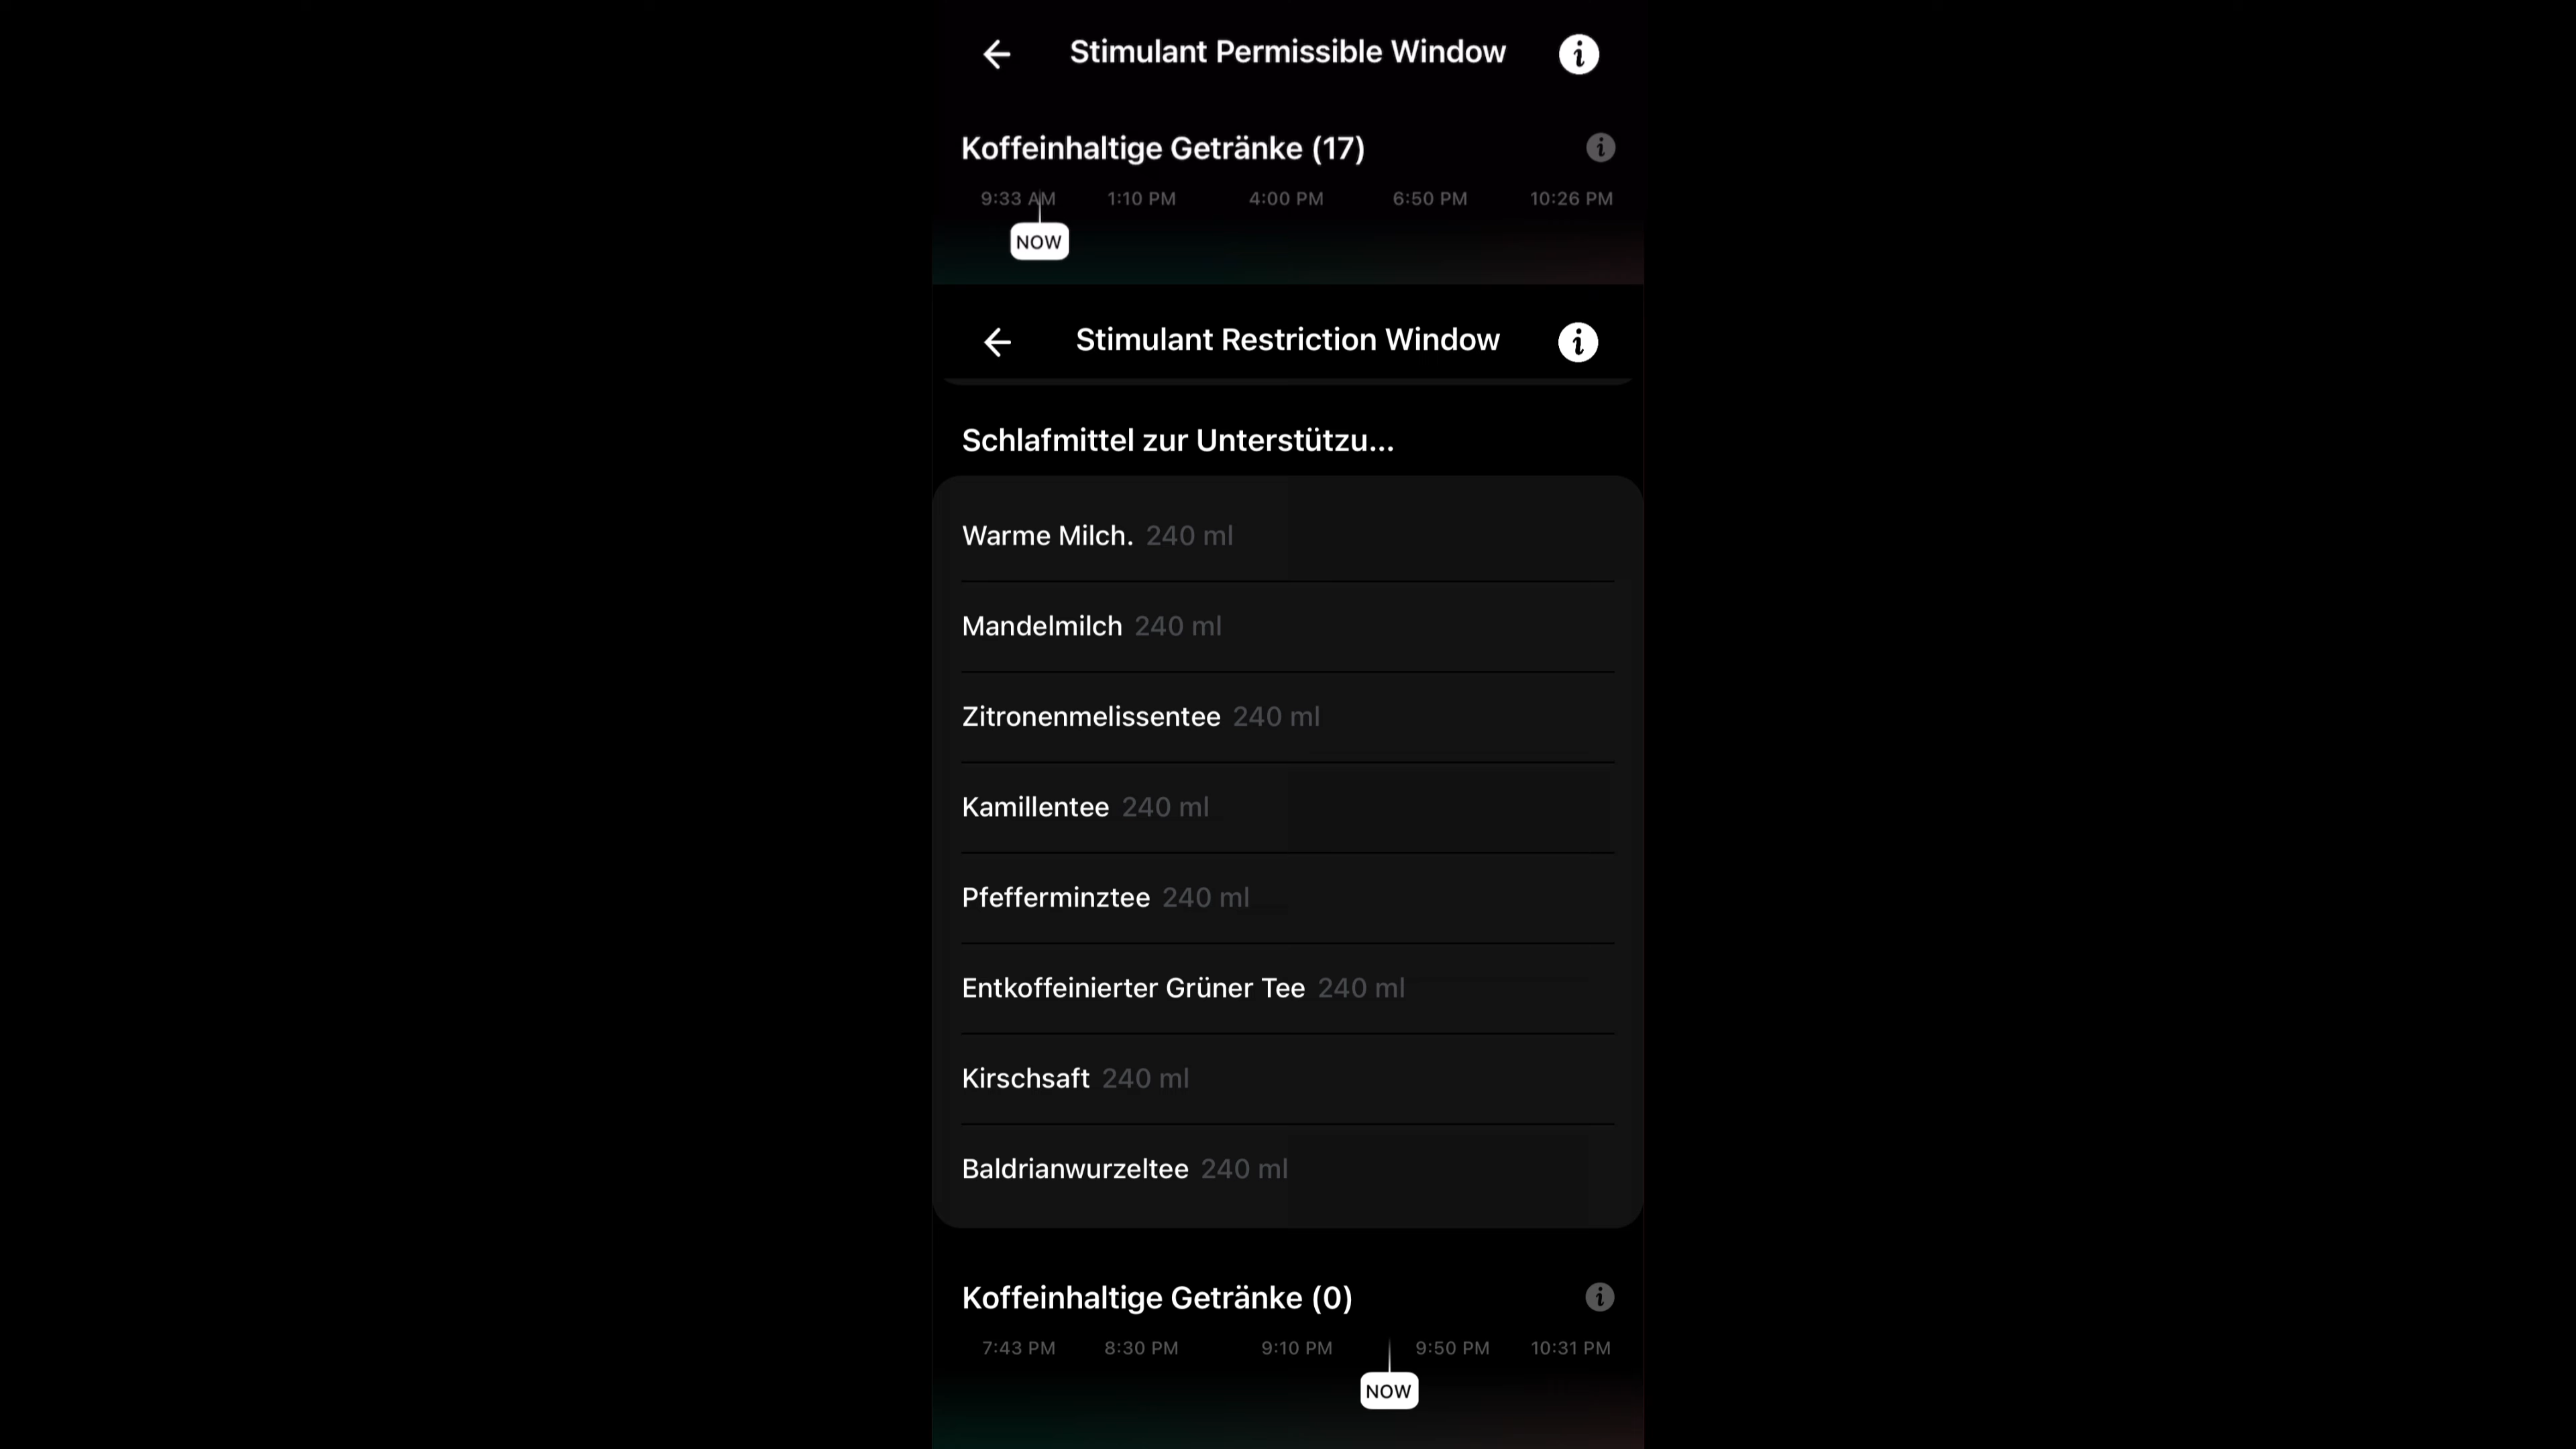 Stimulant Permissible Window
Koffeinhaltige Getränke (17)
9:33 AM 1:10 PM 4:00 PM 6:50 PM 10:26 PM
NOW
Stimulant Restriction Window
Schlafmittel zur Unterstützu...
Warme Milch. 240 ml
Mandelmilch 240 ml
Zitronenmelissentee 240 ml
Kamillentee 240 ml
Pfefferminztee 240 ml
Entkoffeinierter Grüner Tee 240 ml
Kirschsaft 240 ml
Baldrianwurzeltee 240 ml
Koffeinhaltige Getränke (0)
7:43 PM 8:30 PM 9:10 PM 9:50 PM 10:31 PM
NOW